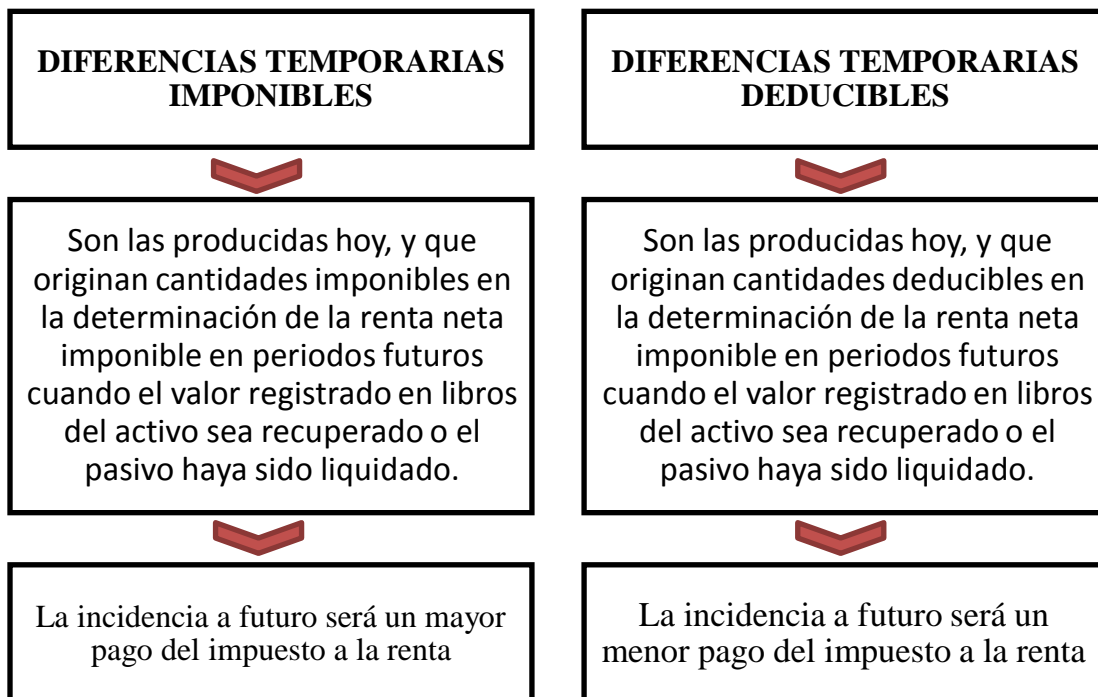 DIFERENCIAS TEMPORARIAS
IMPONIBLES
Son las producidas hoy, y que
originan cantidades imponibles en
la determinación de la renta neta
imponible en periodos futuros
cuando el valor registrado en libros
del activo sea recuperado o el
pasivo haya sido liquidado.
La incidencia a futuro será un mayor
pago del impuesto a la renta
DIFERENCIAS TEMPORARIAS
DEDUCIBLES
Son las producidas hoy, y que
originan cantidades deducibles en
la determinación de la renta neta
imponible en periodos futuros
cuando el valor registrado en libros
del activo sea recuperado o el
pasivo haya sido liquidado.
La incidencia a futuro será un
menor pago del impuesto a la renta